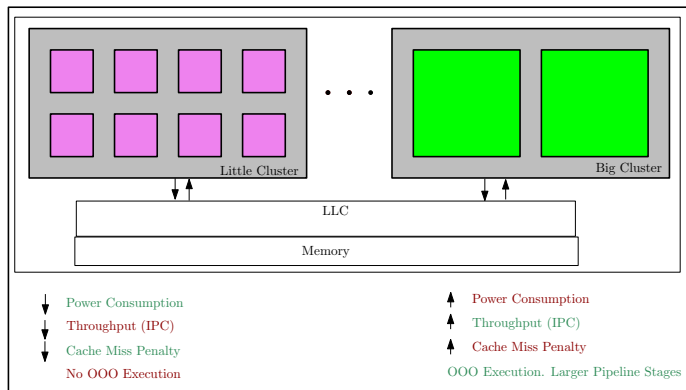 Little Cluster
Big Cluster
LLC
Memory
Power Consumption
Throughput (IPC)
Cache Miss Penalty
No OOO Execution
Power Consumption
Throughput (IPC)
Cache Miss Penalty
OOO Execution. Larger Pipeline Stages